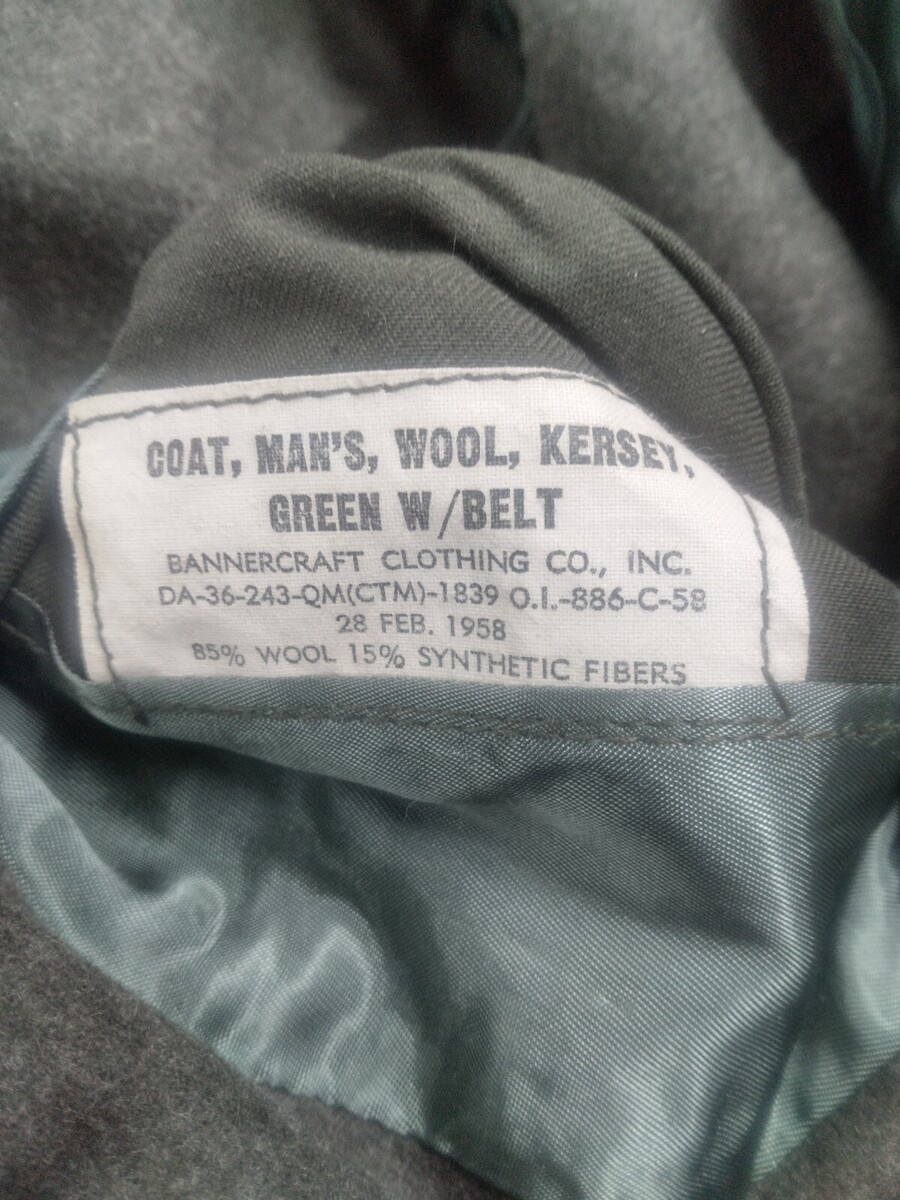 COAT, MAN'S, WOOL, KERSEY,
GREEN W/BELT
BANNERCRAFT CLOTHING CO., INC.
DA-36-243-QM(CTM)-1839 O.I.-886-C-58
28 FEB. 1958
85% WOOL 15% SYNTHETIC FIBERS